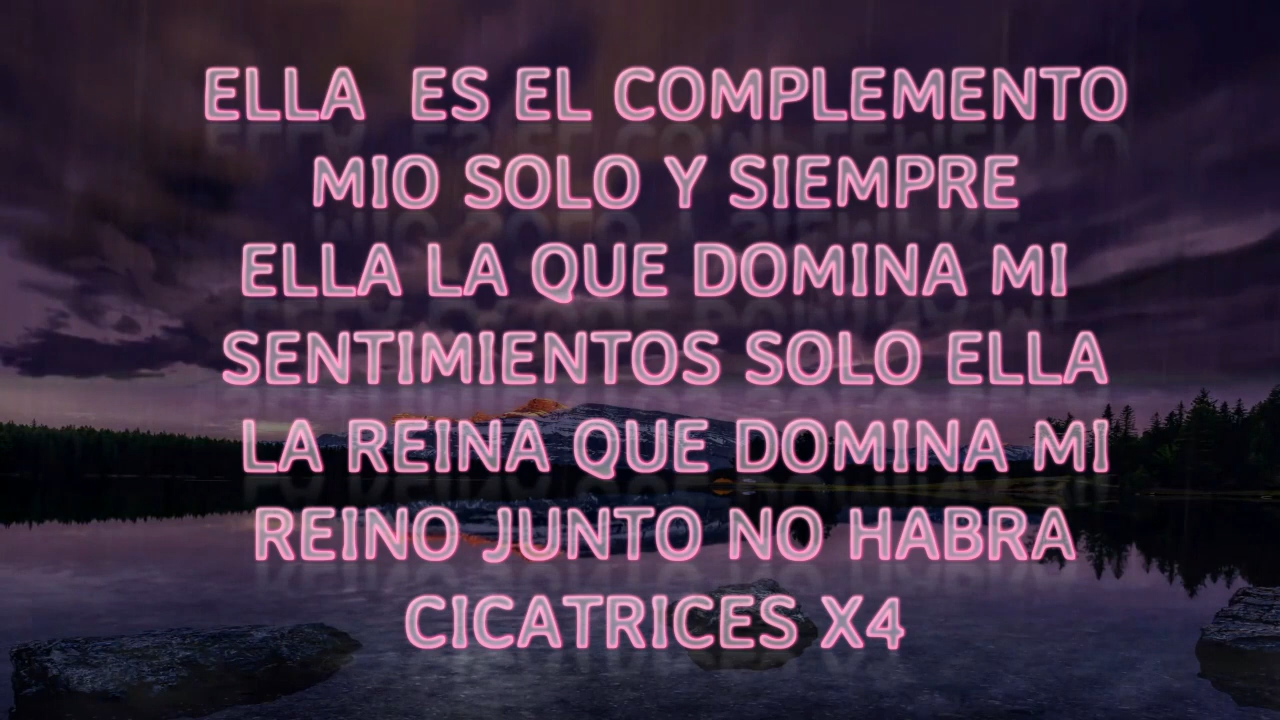 ELLA ES EL COMPLEMENTO
MIO SOLO Y SIEMPRE
ELLA LA QUE DOMINA MI
SENTIMIENTOS SOLO ELLA
LA REINA QUE DOMINA MI
REINO JUNTO NO HABRA
CICATRICES X4